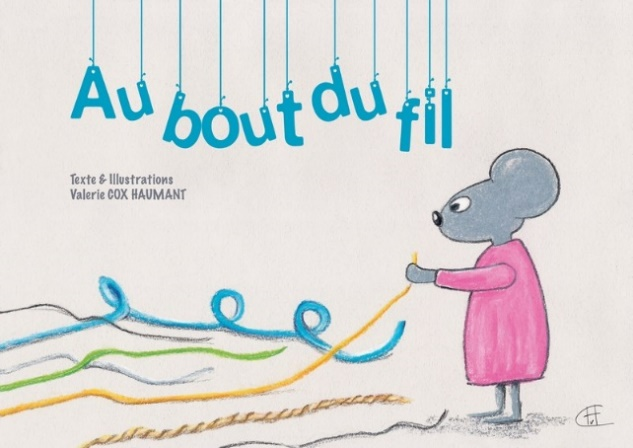 Au bout du fil
Texte & Illustrations
Valerie COX HAUMANT